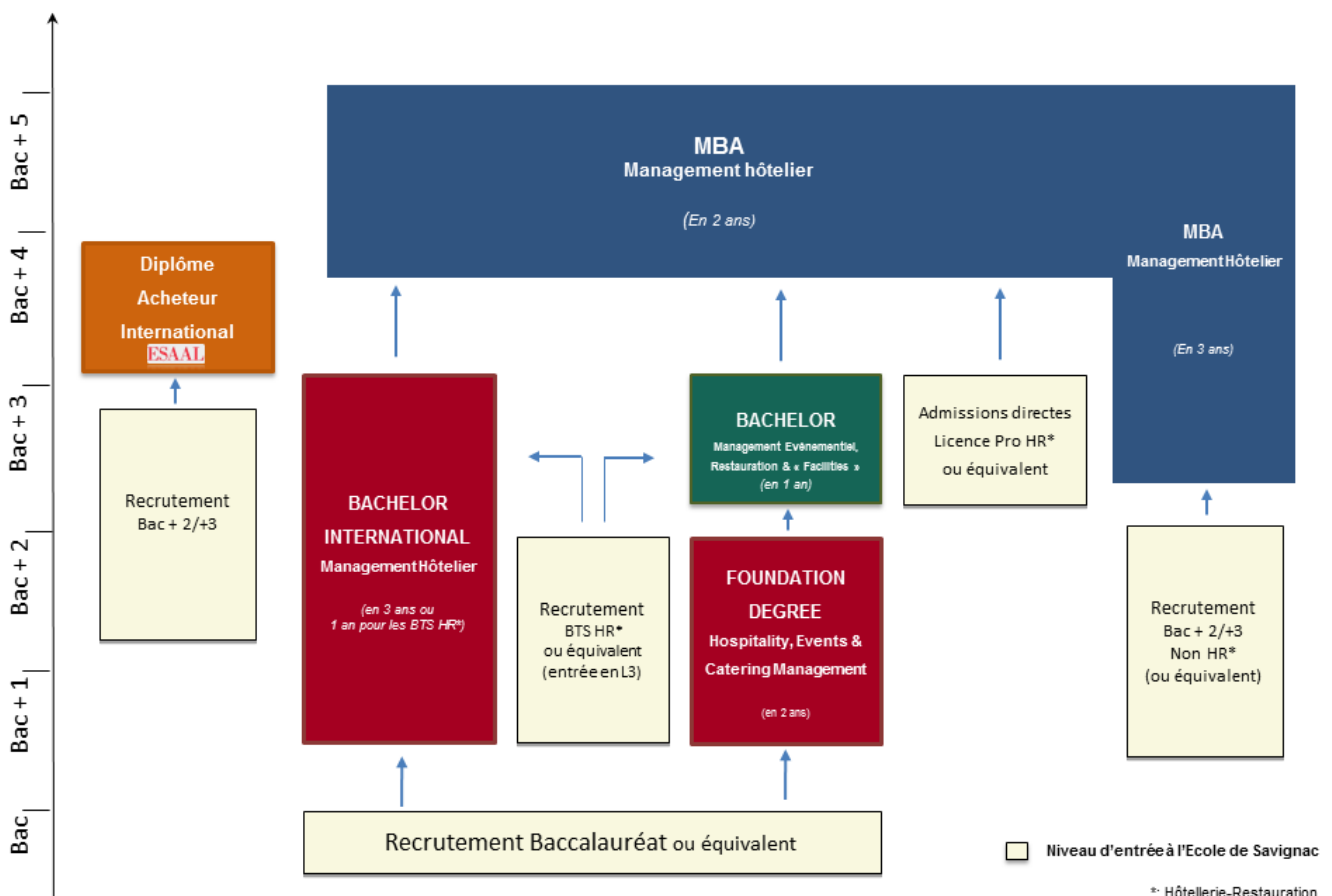 Bac + 5
Bac + 4
Bac + 3
Bac + 2
Bac + 1
Bac
MBA
Management hôtelier
(En 2 ans)
MBA
Management Hôtelier
(En 3 ans)
Diplôme
Acheteur
International
ESAAL
Recrutement
Bac + 2/+3
BACHELOR
INTERNATIONAL
Management Hôtelier
(en 3 ans ou
1 an pour les BTS HR*)
Recrutement
BTS HR*
ou équivalent
(entrée en L3)
BACHELOR
Management Evènementiel,
Restauration & « Facilities »
(en 1 an)
FOUNDATION
DEGREE
Hospitality, Events &
Catering Management
(en 2 ans)
Admissions directes
Licence Pro HR*
ou équivalent
Recrutement
Bac + 2/+3
Non HR*
(ou équivalent)
Recrutement Baccalauréat ou équivalent
Niveau d'entrée à l'Ecole de Savignac
*: Hôtellerie-Restauration